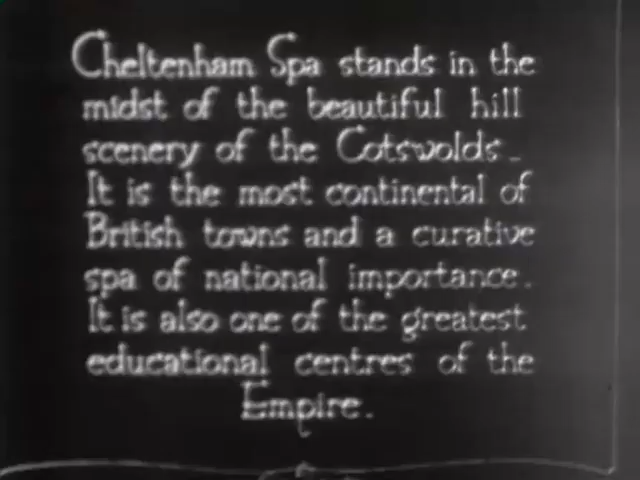 Cheltenham Spa stands in the
midst of the beautiful hill
scenery of the Cotswolds.
It is the most continental of
British towns and a curative
spa of national importance.
It is also one of the greatest
educational centres of the
Empire.